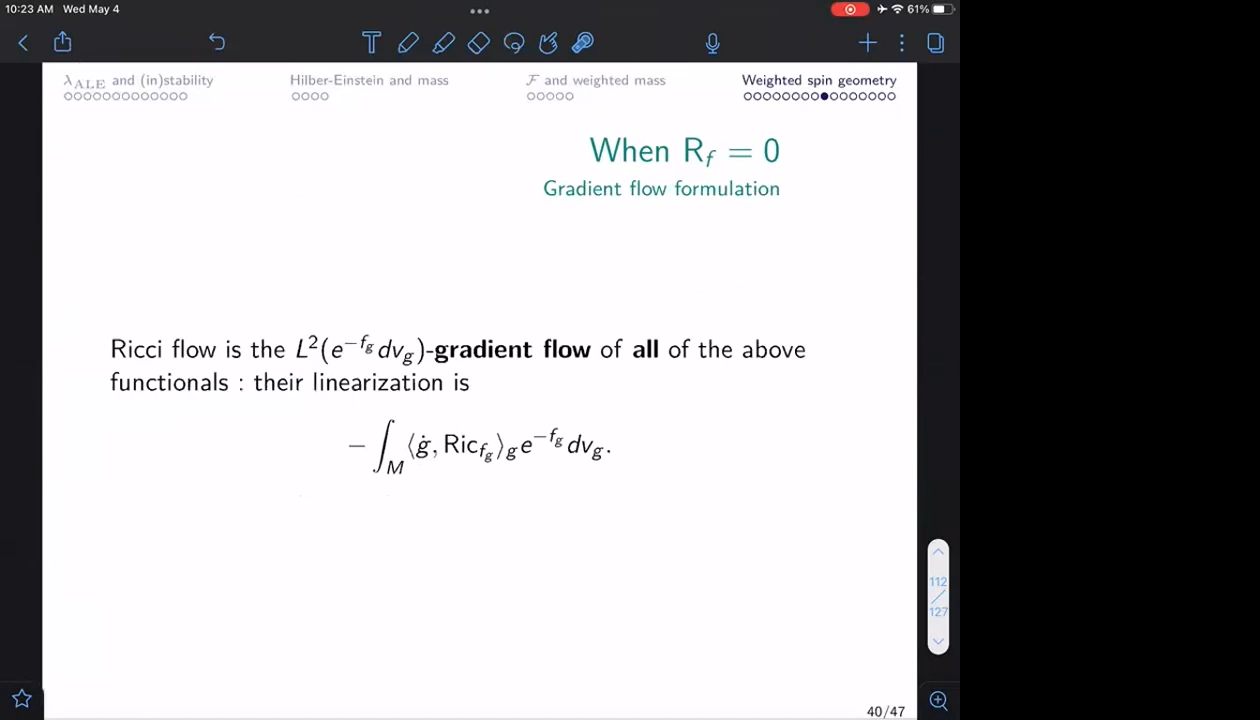 10:23 AM Wed May 4
61%
λ_ALE and (in)stability
Hilber-Einstein and mass
ℱ and weighted mass
Weighted spin geometry
When R_f = 0
Gradient flow formulation
Ricci flow is the L²(e^{−f_g} dv_g)-gradient flow of all of the above
functionals : their linearization is
− ∫_M ⟨ġ, Ric_{f_g}⟩_g e^{−f_g} dv_g.
112
/
127
40/47